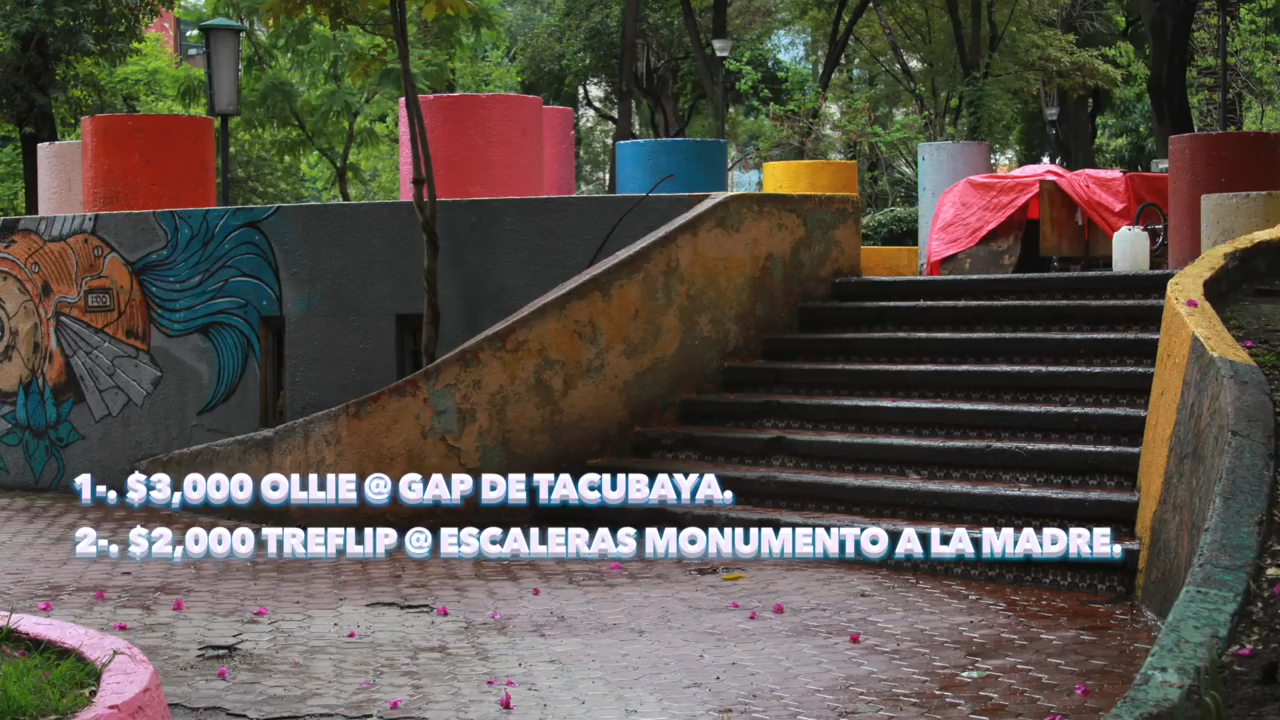 1-. $3,000 OLLIE @ GAP DE TACUBAYA.
2-. $2,000 TREFLIP @ ESCALERAS MONUMENTO A LA MADRE.